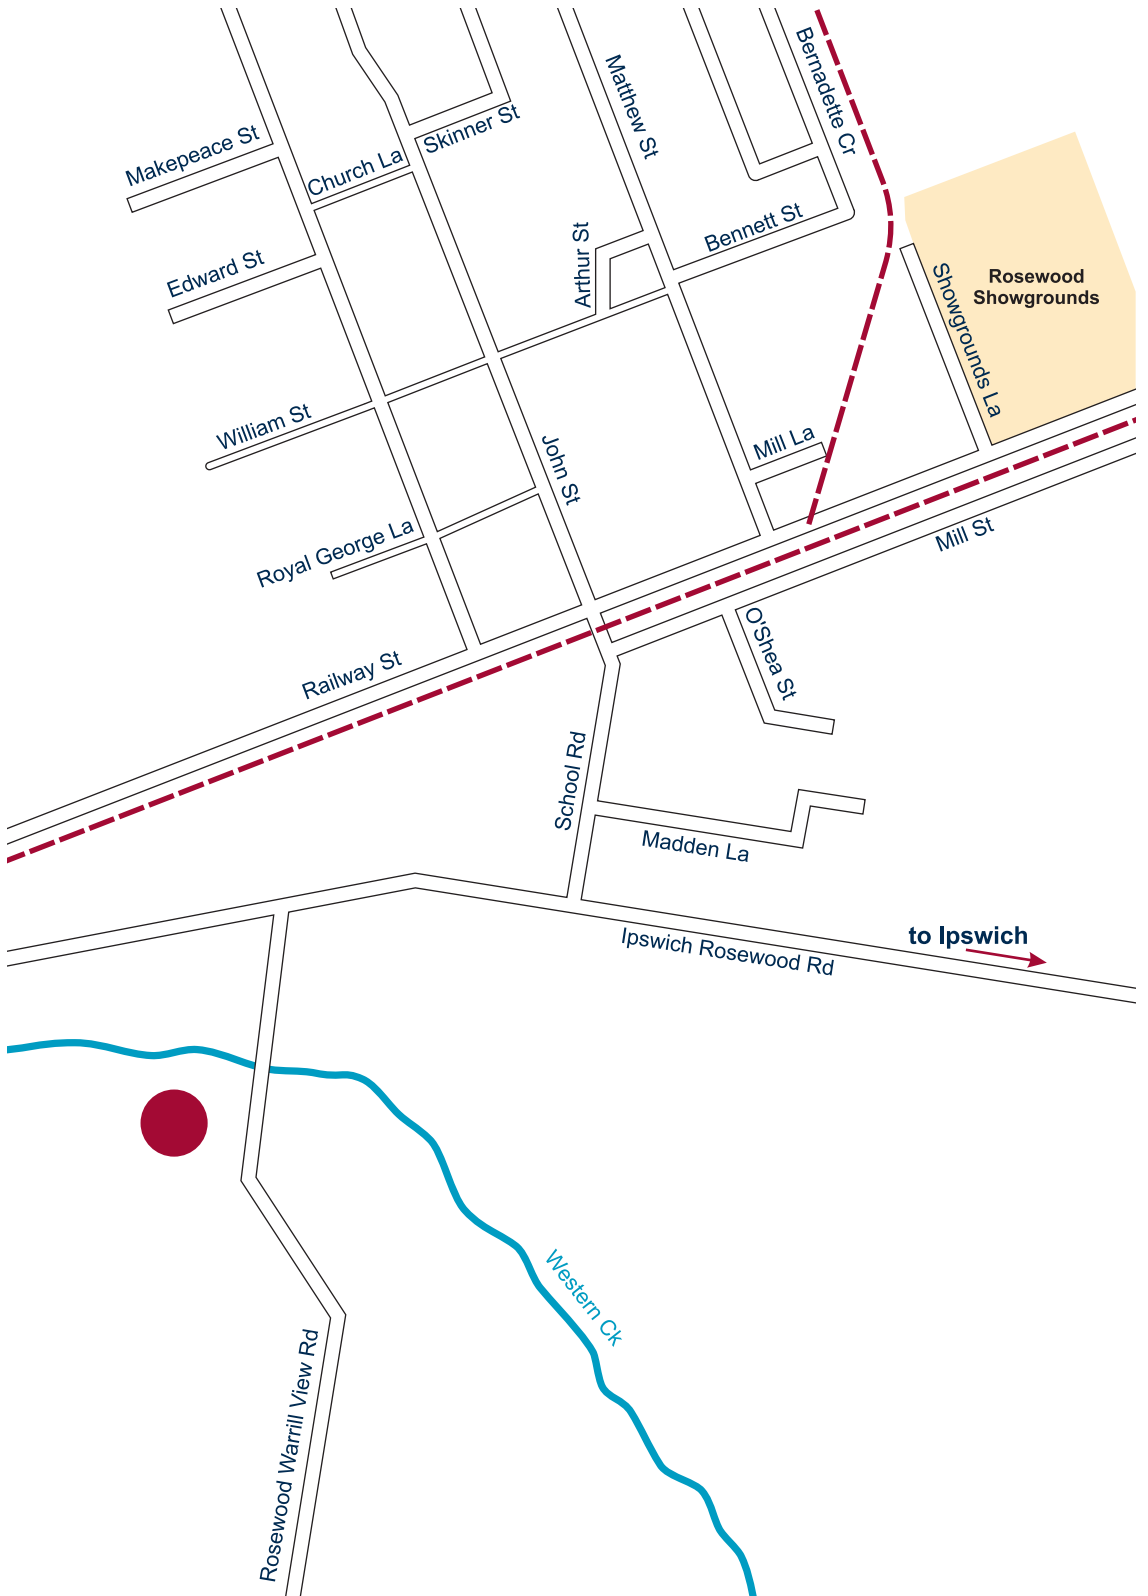 Bernadette Cr
Matthew St
Skinner St
Makepeace St
Church La
Bennett St
Arthur St
Edward St
Rosewood
Showgrounds
Showgrounds La
William St
Mill La
John St
Royal George La
Mill St
O'Shea St
Railway St
School Rd
Madden La
to Ipswich
Ipswich Rosewood Rd
Western Ck
Rosewood Warrill View Rd